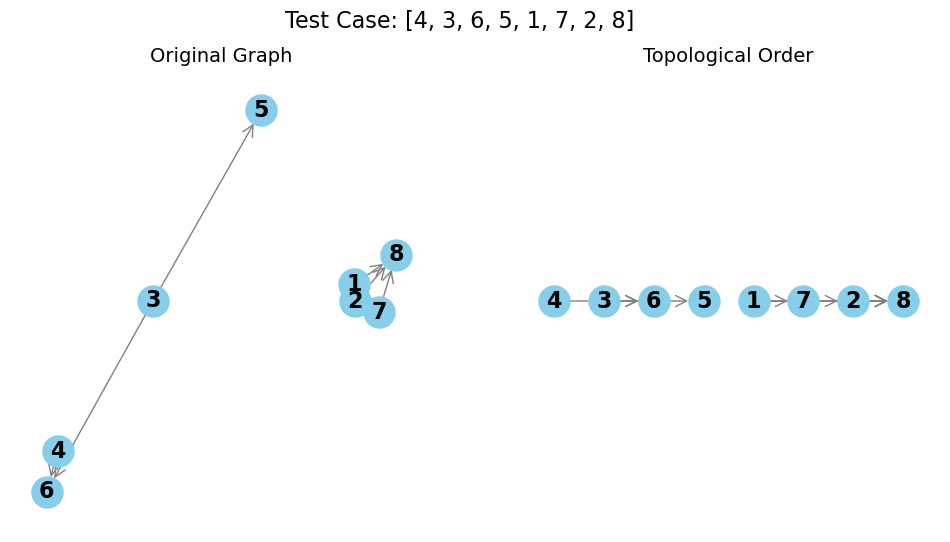 Test Case: [4, 3, 6, 5, 1, 7, 2, 8]
Original Graph
5
8
1
3
2
7
4
6
Topological Order
4 3 6 5 1 7 2 8